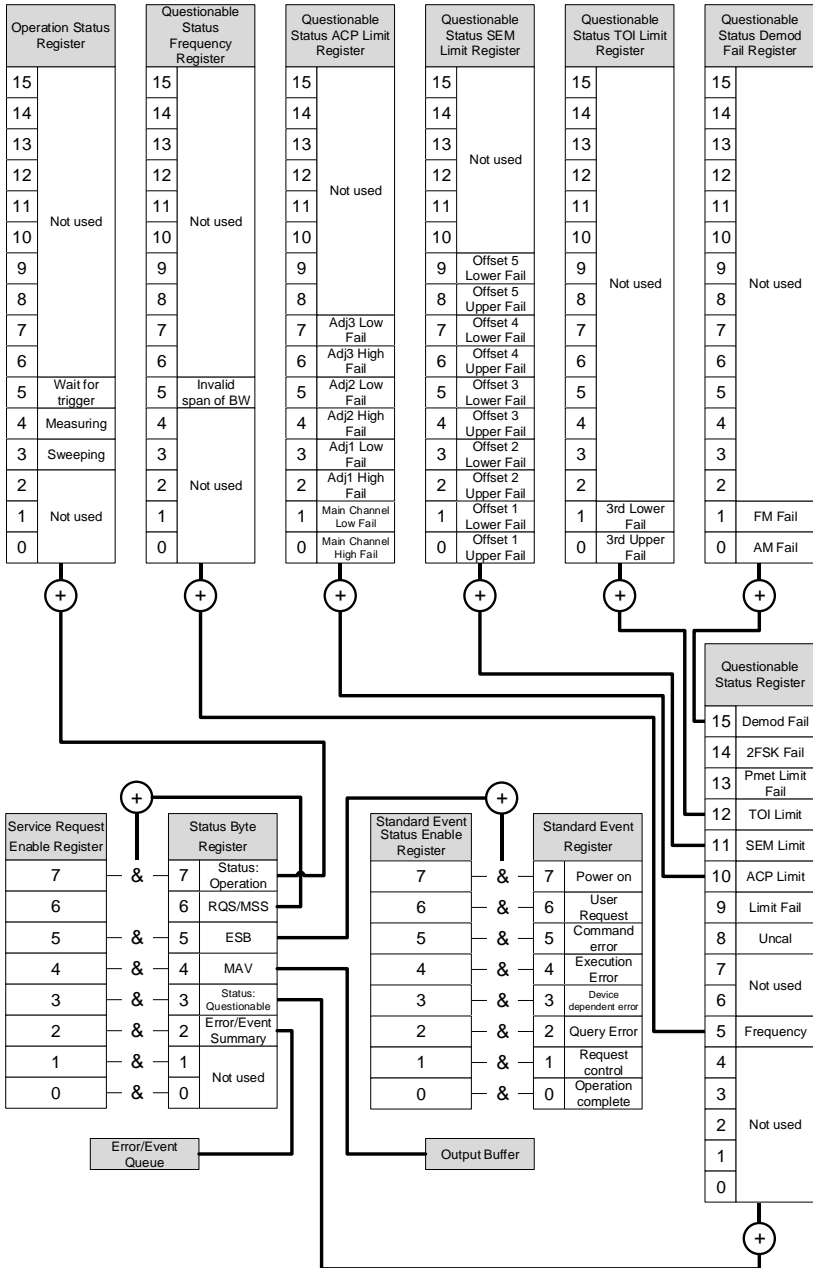 Operation Status
Register
15
14
13
12
11
10
9
8
7
6
5
4
3
2
1
0
Not used
Wait for
trigger
Measuring
Sweeping
Not used
+
Questionable
Status
Frequency
Register
15
14
13
12
11
10
9
8
7
6
5
4
3
2
1
0
Not used
Invalid
span of BW
Not used
+
Questionable
Status ACP Limit
Register
15
14
13
12
11
10
9
8
7
6
5
4
3
2
1
0
Not used
Adj3 Low
Fail
Adj3 High
Fail
Adj2 Low
Fail
Adj2 High
Fail
Adj1 Low
Fail
Adj1 High
Fail
Main Channel
Low Fail
Main Channel
High Fail
+
Questionable
Status SEM
Limit Register
15
14
13
12
11
10
9
8
7
6
5
4
3
2
1
0
Not used
Offset 5
Lower Fail
Offset 5
Upper Fail
Offset 4
Lower Fail
Offset 4
Upper Fail
Offset 3
Lower Fail
Offset 3
Upper Fail
Offset 2
Lower Fail
Offset 2
Upper Fail
Offset 1
Lower Fail
Offset 1
Upper Fail
+
Questionable
Status TOI Limit
Register
15
14
13
12
11
10
9
8
7
6
5
4
3
2
1
0
Not used
3rd Lower
Fail
3rd Upper
Fail
+
Questionable
Status Demod
Fail Register
15
14
13
12
11
10
9
8
7
6
5
4
3
2
1
0
Not used
FM Fail
AM Fail
+
Questionable
Status Register
15 Demod Fail
14 2FSK Fail
13 Pmet Limit
Fail
12 TOI Limit
11 SEM Limit
10 ACP Limit
9 Limit Fail
8 Uncal
7
6
Not used
5 Frequency
4
3
2
1
0
Not used
+
+
Service Request
Enable Register
7
6
5
4
3
2
1
0
&
&
&
&
&
&
&
Status Byte
Register
7 Status:
Operation
6 RQS/MSS
5 ESB
4 MAV
3 Status:
Questionable
2 Error/Event
Summary
1
0
Not used
+
Standard Event
Status Enable
Register
7
6
5
4
3
2
1
0
&
&
&
&
&
&
&
&
Standard Event
Register
7 Power on
6 User
Request
5 Command
error
4 Execution
Error
3 Device
dependent error
2 Query Error
1 Request
control
0 Operation
complete
Error/Event
Queue
Output Buffer